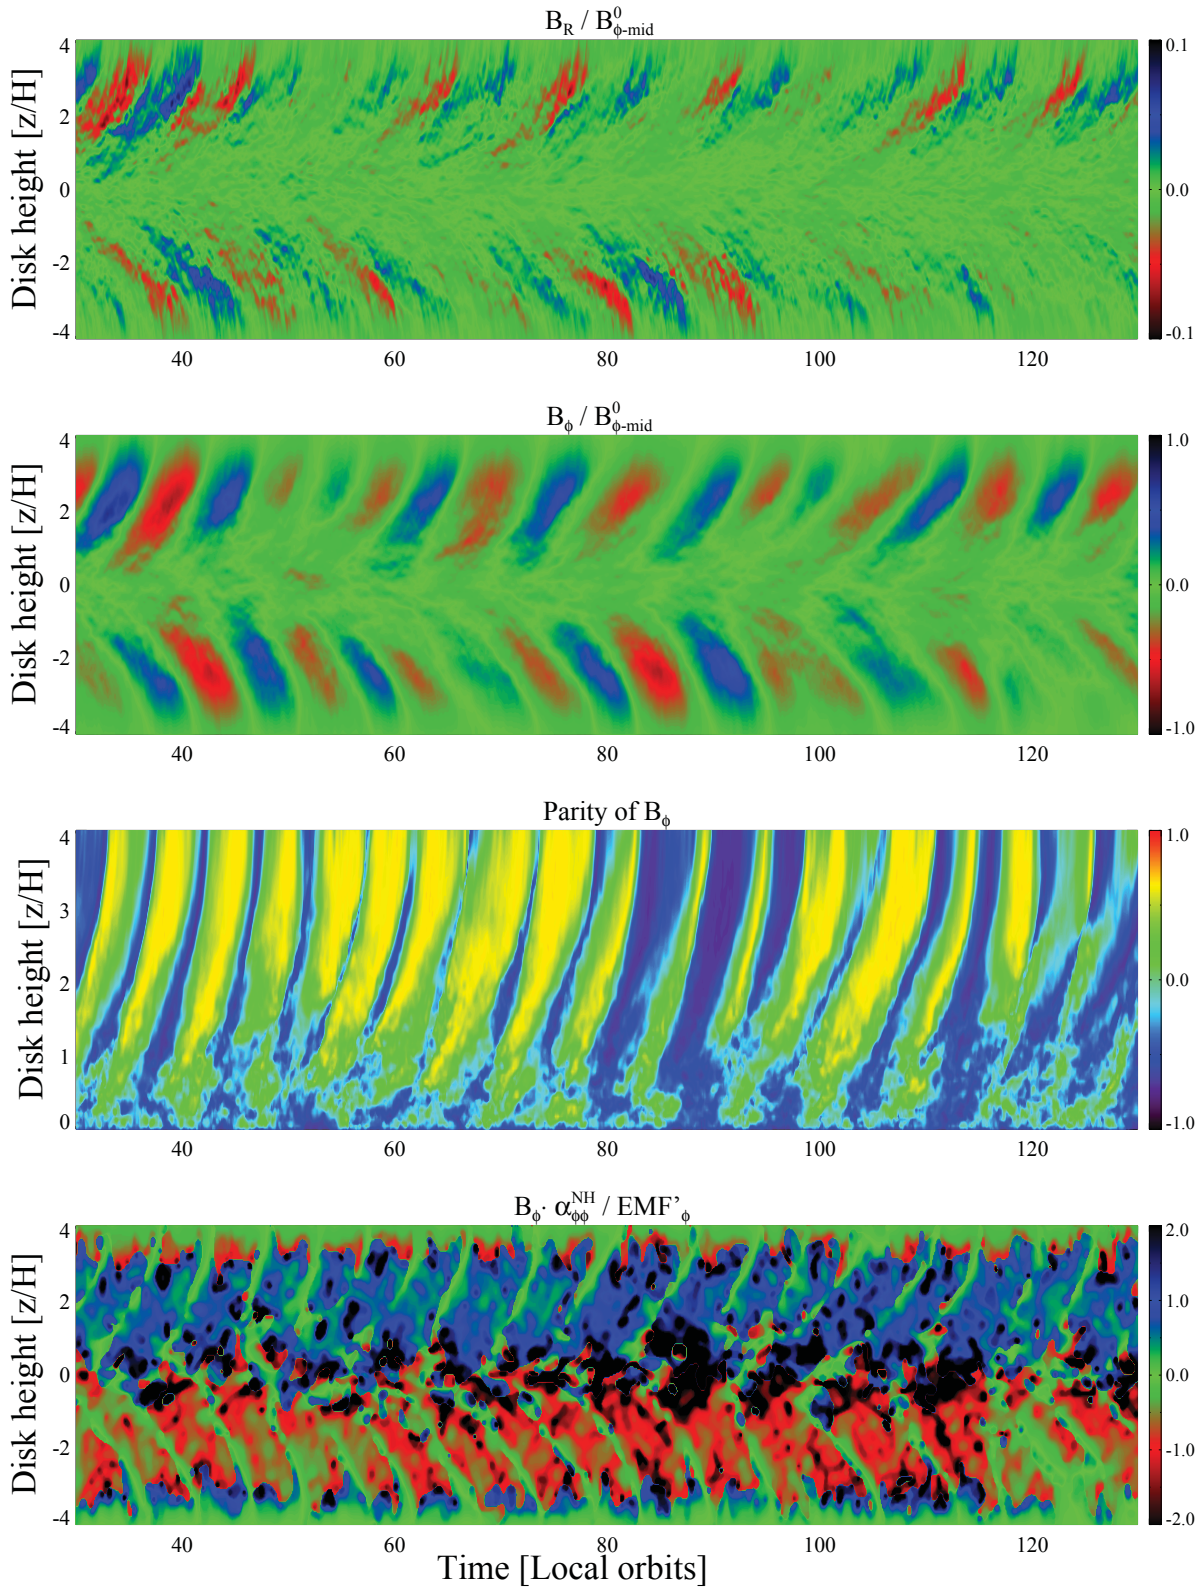 B_R / B^0_ϕ-mid
Disk height [z/H]
4
2
0
-2
-4
40 60 80 100 120
0.1
0.0
-0.1
B_ϕ / B^0_ϕ-mid
Disk height [z/H]
4
2
0
-2
-4
40 60 80 100 120
1.0
0.0
-1.0
Parity of B_ϕ
Disk height [z/H]
4
3
2
1
0
40 60 80 100 120
1.0
0.0
-1.0
B_ϕ · α^NH_ϕϕ / EMF'_ϕ
Disk height [z/H]
4
2
0
-2
-4
40 60 80 100 120
2.0
1.0
0.0
-1.0
-2.0
Time [Local orbits]